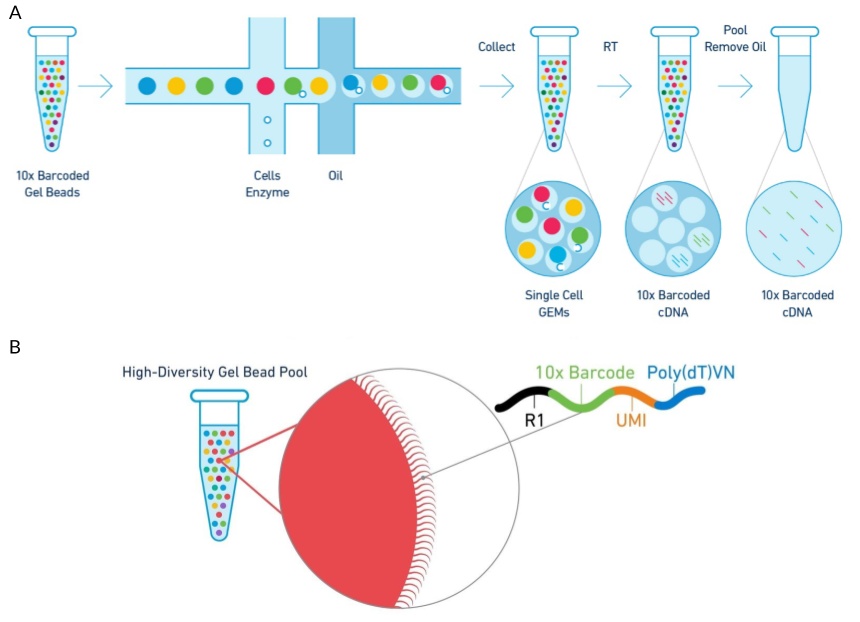 A
10x Barcoded
Gel Beads
Cells
Enzyme
Oil
Collect
RT
Pool
Remove Oil
Single Cell
GEMs
10x Barcoded
cDNA
10x Barcoded
cDNA
B
High-Diversity Gel Bead Pool
10x Barcode
Poly(dT)VN
R1
UMI